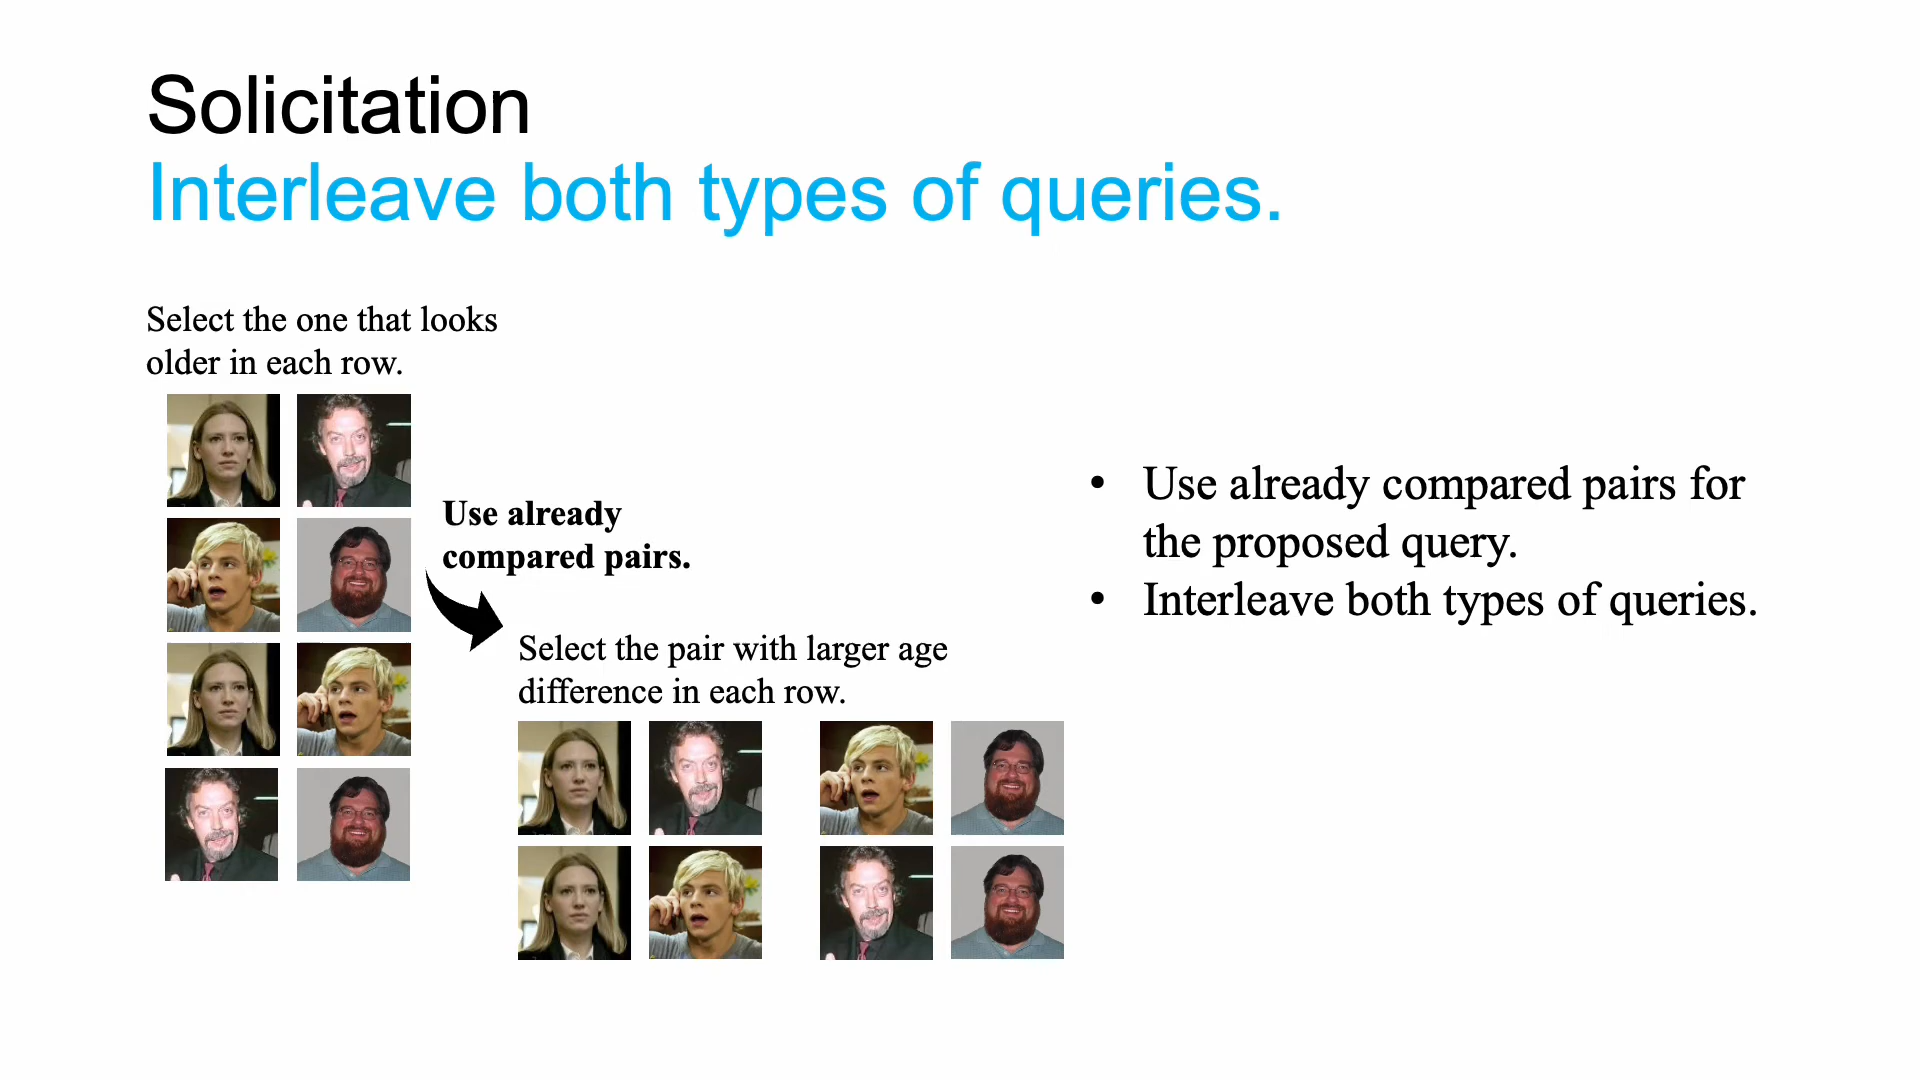 Solicitation
Interleave both types of queries.
Select the one that looks
older in each row.
Use already
compared pairs.
Select the pair with larger age
difference in each row.
• Use already compared pairs for
the proposed query.
• Interleave both types of queries.